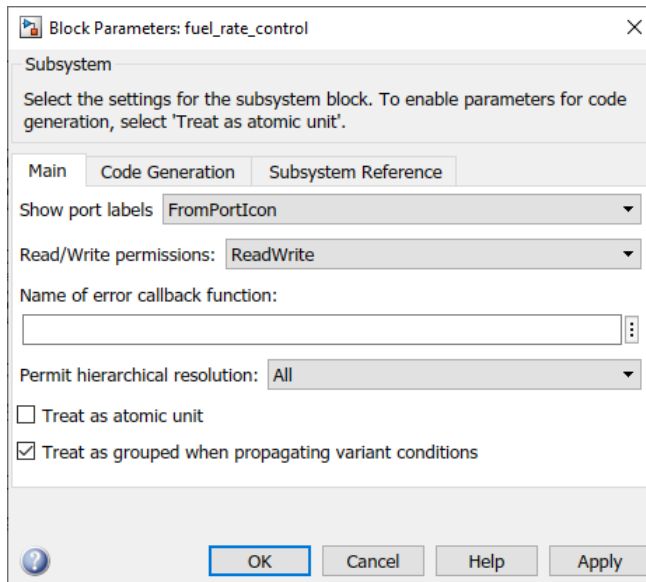 Block Parameters: fuel_rate_control
Subsystem
Select the settings for the subsystem block. To enable parameters for code
generation, select 'Treat as atomic unit'.
Main Code Generation Subsystem Reference
Show port labels FromPortIcon
Read/Write permissions: ReadWrite
Name of error callback function:
Permit hierarchical resolution: All
Treat as atomic unit
Treat as grouped when propagating variant conditions
OK Cancel Help Apply